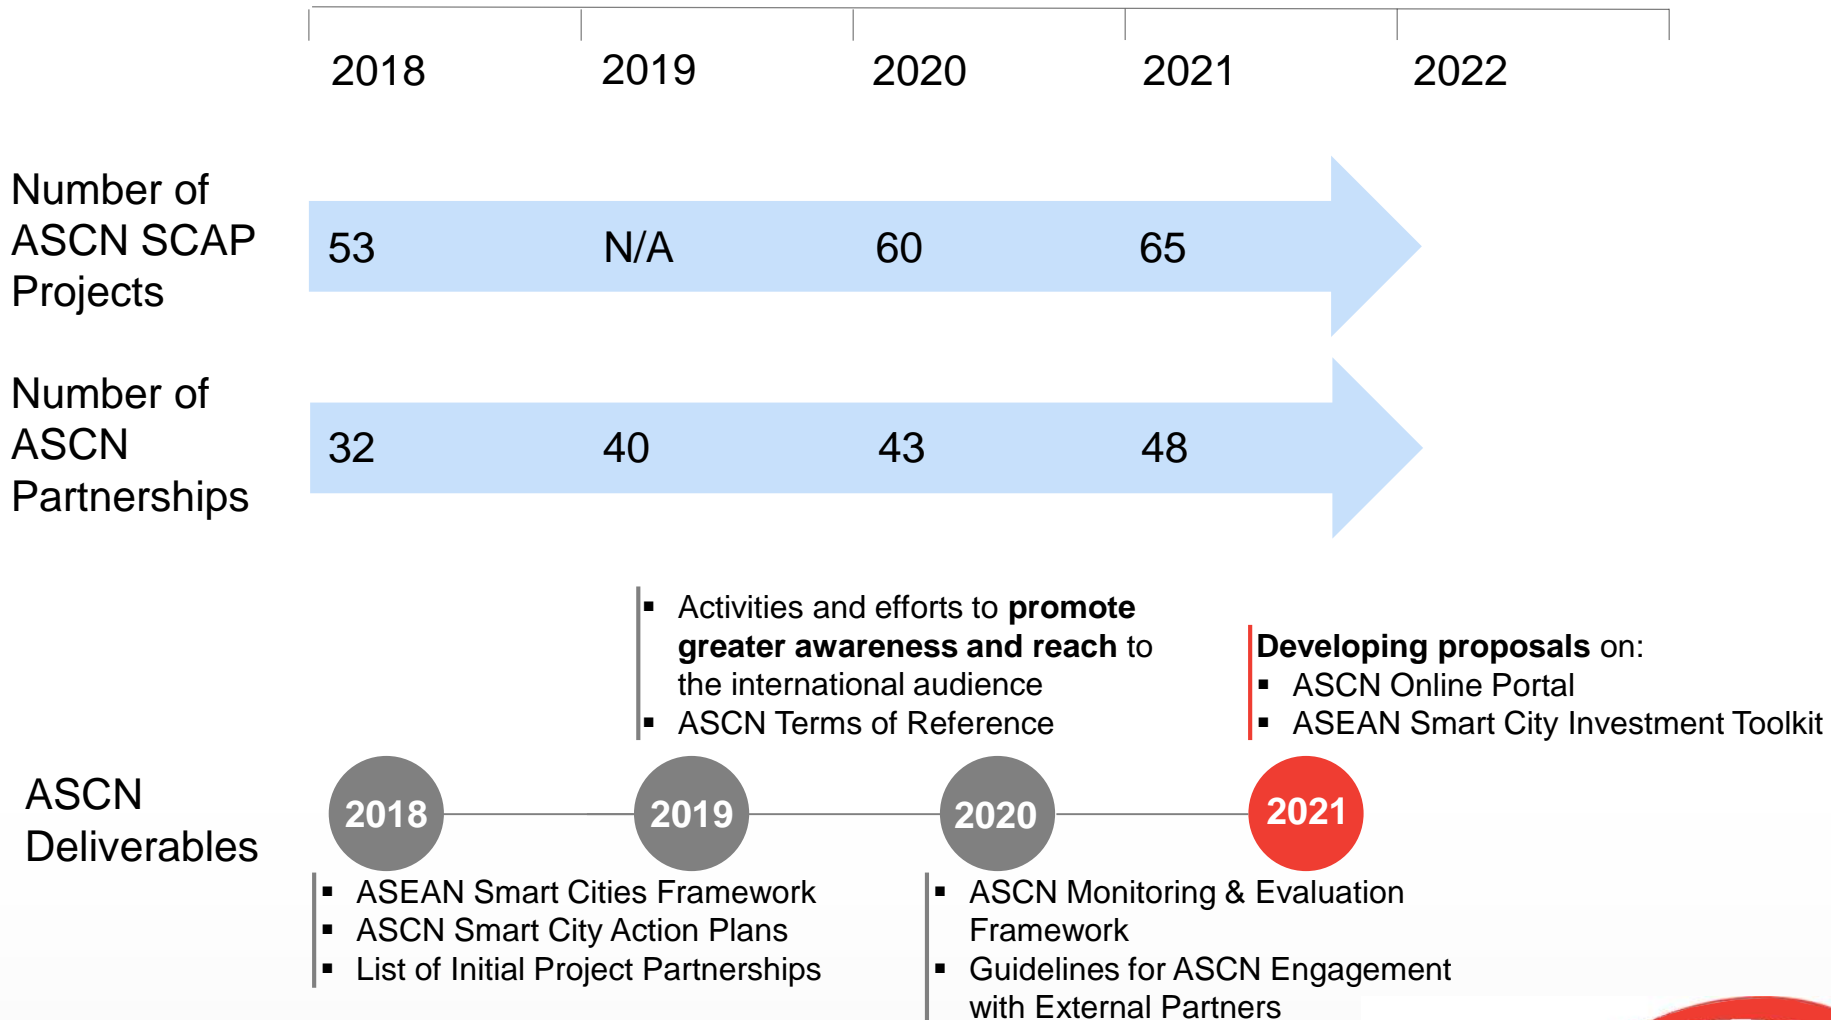 2018 2019 2020 2021 2022
Number of
ASCN SCAP
Projects
53 N/A 60 65
Number of
ASCN
Partnerships
32 40 43 48
▪ Activities and efforts to promote
greater awareness and reach to
the international audience
▪ ASCN Terms of Reference
Developing proposals on:
▪ ASCN Online Portal
▪ ASEAN Smart City Investment Toolkit
ASCN
Deliverables
2018 2019 2020 2021
▪ ASEAN Smart Cities Framework
▪ ASCN Smart City Action Plans
▪ List of Initial Project Partnerships
▪ ASCN Monitoring & Evaluation
Framework
▪ Guidelines for ASCN Engagement
with External Partners